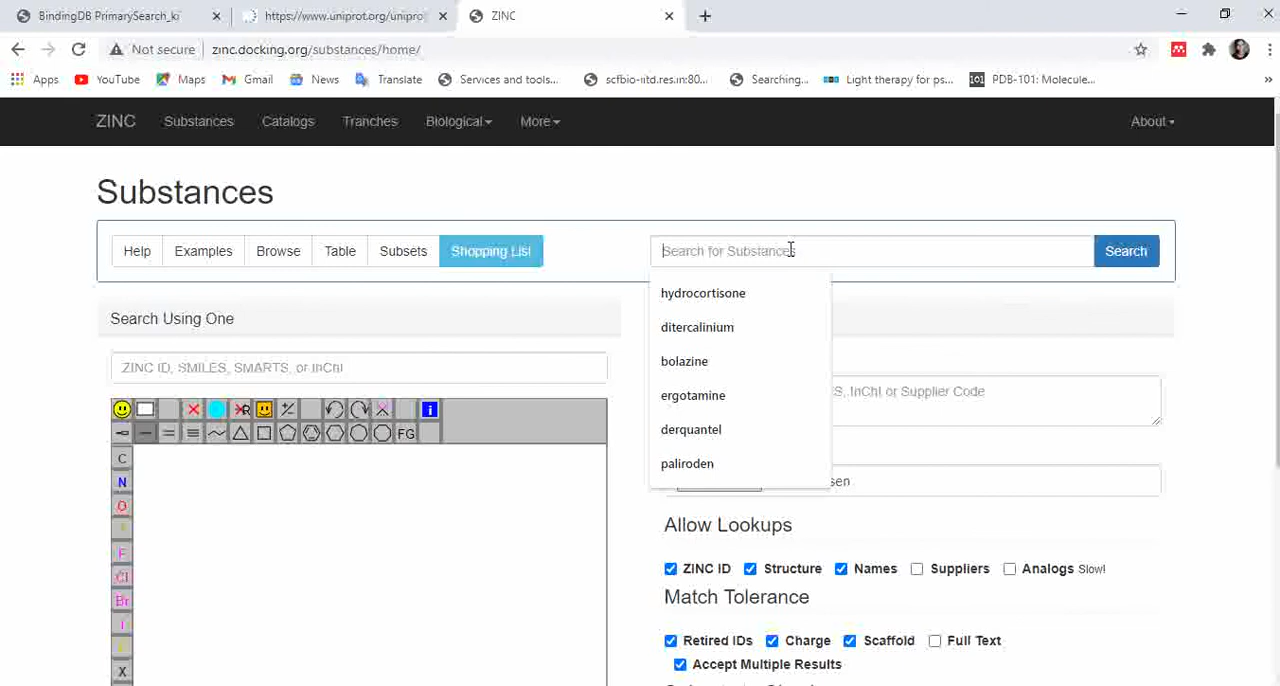 BindingDB PrimarySearch_ki
https://www.uniprot.org/unipro
ZINC
Not secure
zinc.docking.org/substances/home/
Apps
YouTube
Maps
Gmail
News
Translate
Services and tools...
scfbio-iitd.res.in:80...
Searching...
Light therapy for ps...
101
PDB-101: Molecule...
»
ZINC
Substances
Catalogs
Tranches
Biological
More
About
Substances
Help
Examples
Browse
Table
Subsets
Shopping List
Search for Substances
Search
hydrocortisone
ditercalinium
bolazine
ergotamine
derquantel
paliroden
Search Using One
ZINC ID, SMILES, SMARTS, or InChI
S, InChI or Supplier Code
FG
C
N
O
F
Cl
Br
I
X
sen
Allow Lookups
ZINC ID
Structure
Names
Suppliers
Analogs Slow!
Match Tolerance
Retired IDs
Charge
Scaffold
Full Text
Accept Multiple Results